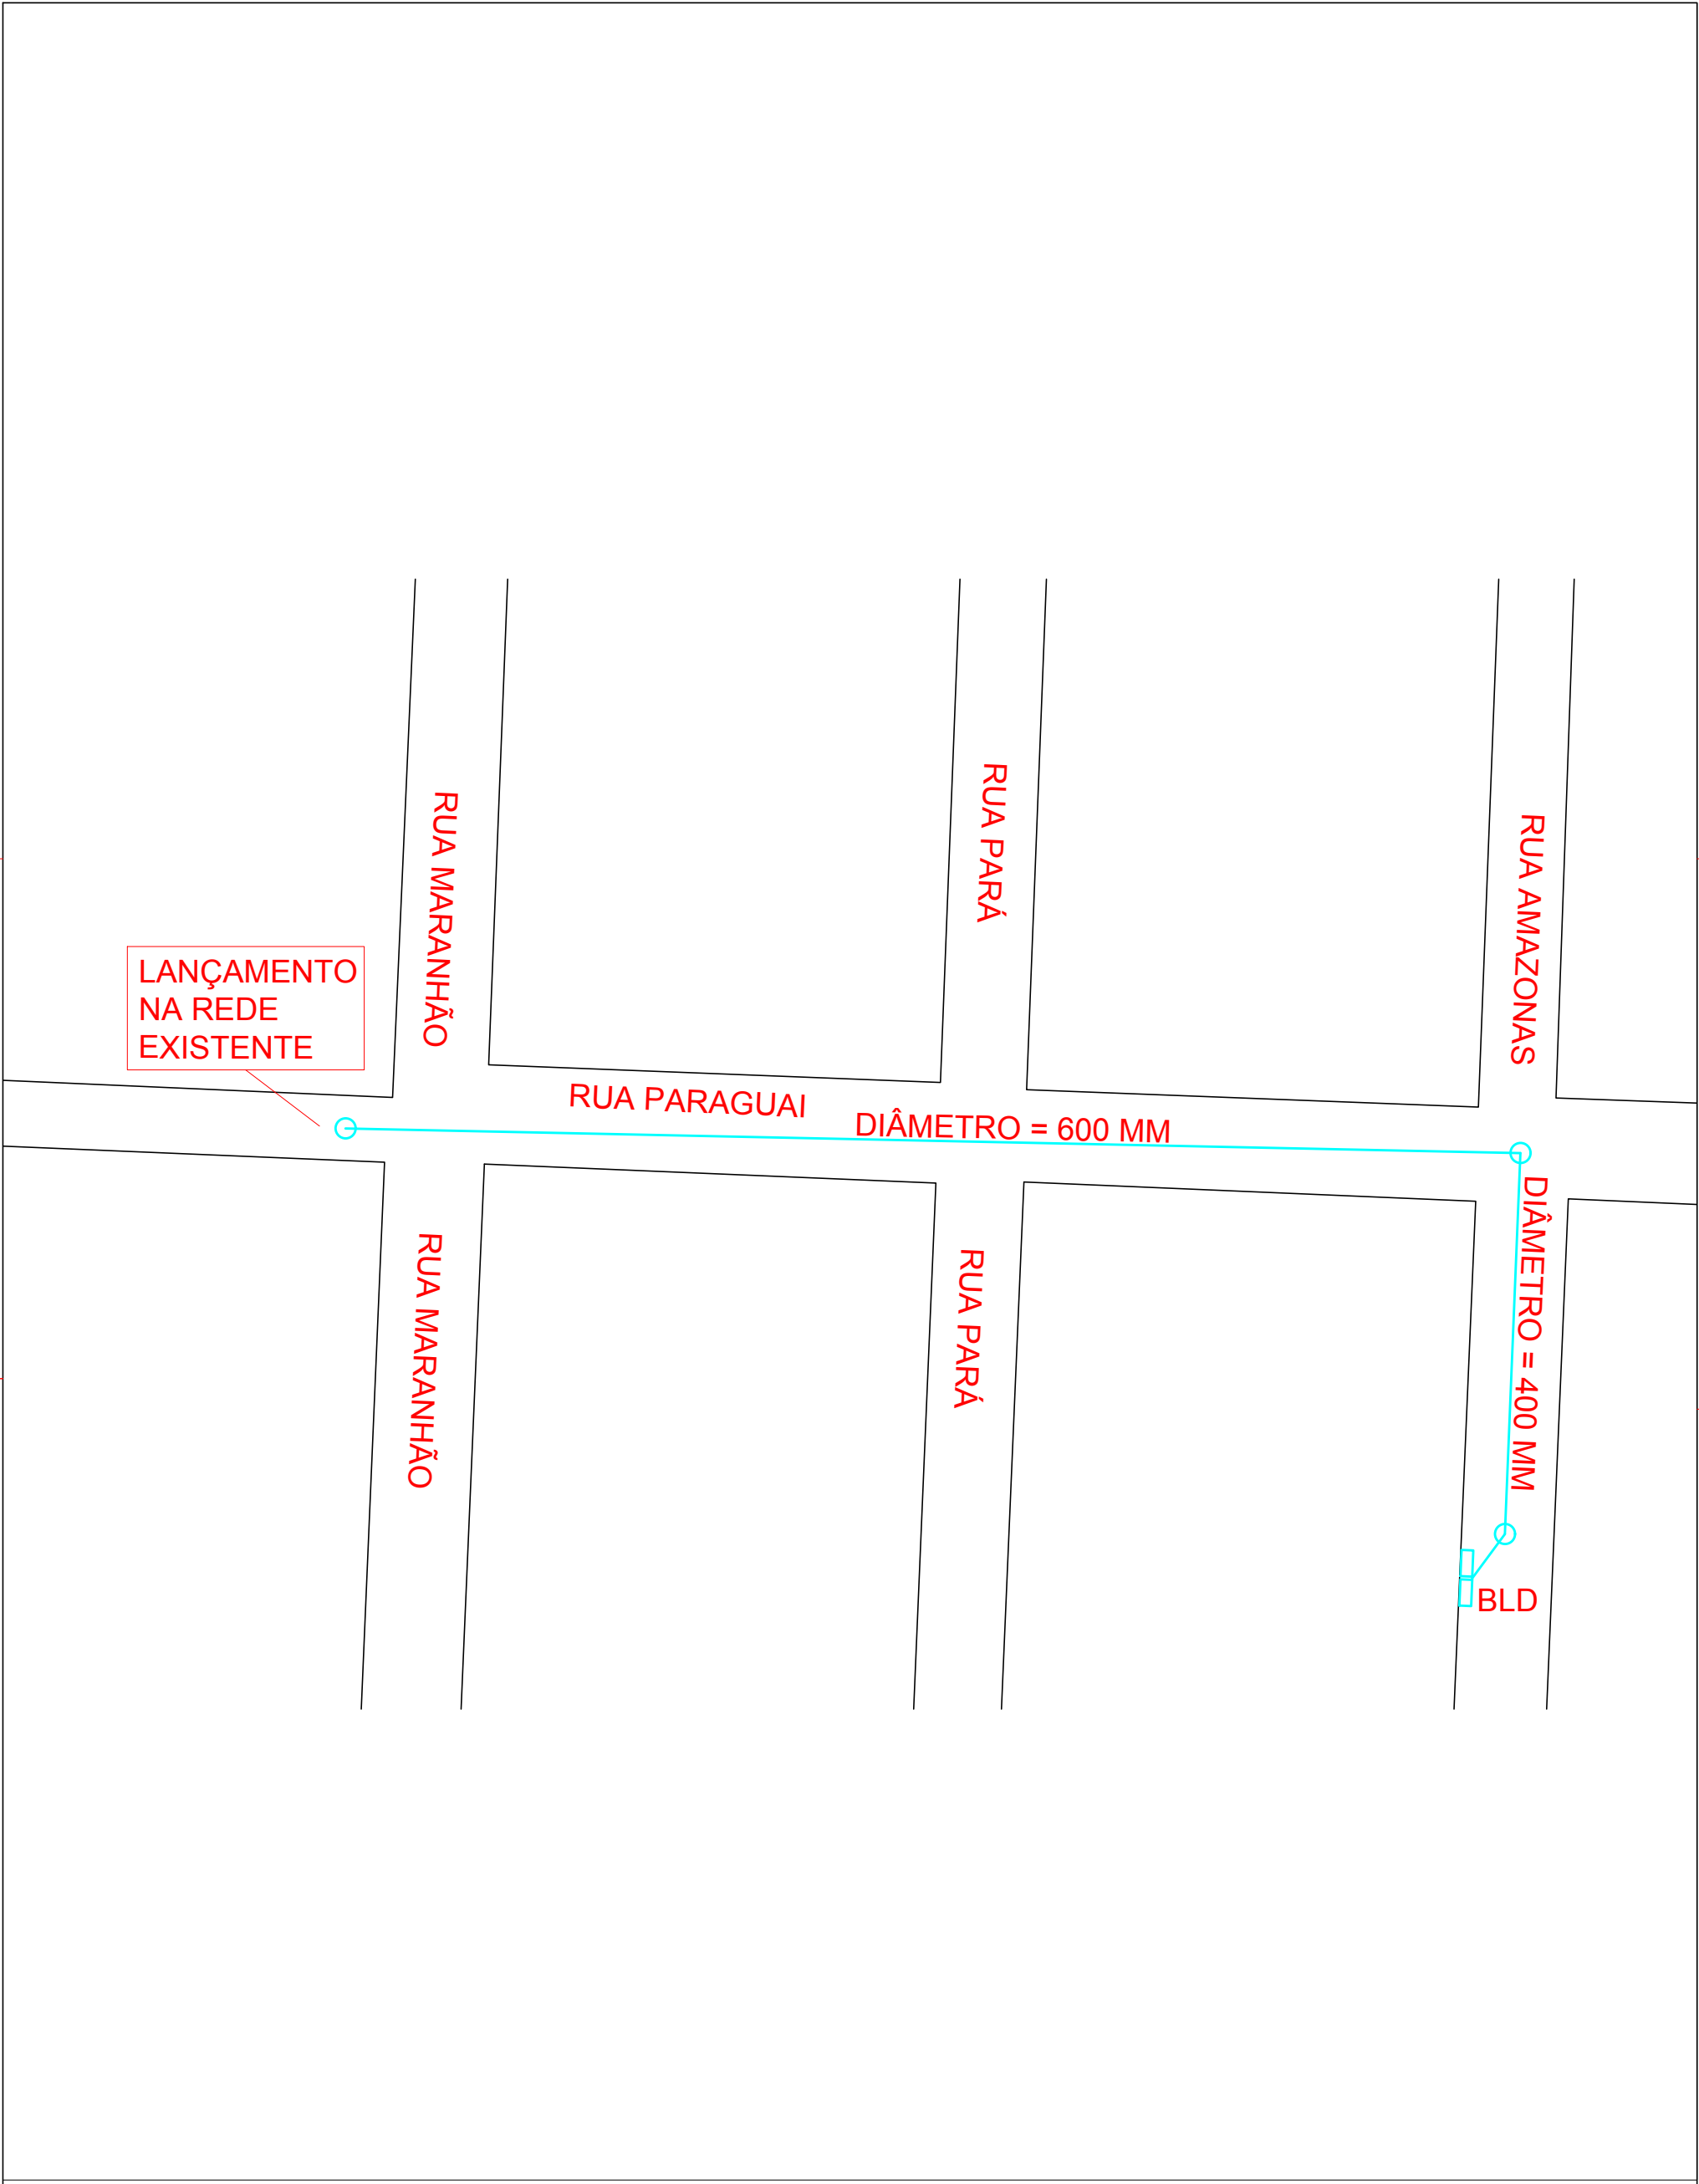 RUA PARÁ
RUA MARANHÃO
RUA AMAZONAS
LANÇAMENTO
NA REDE
EXISTENTE
RUA PARAGUAI
DIÂMETRO = 600 MM
DIÂMETRO = 400 MM
RUA MARANHÃO
RUA PARÁ
BLD